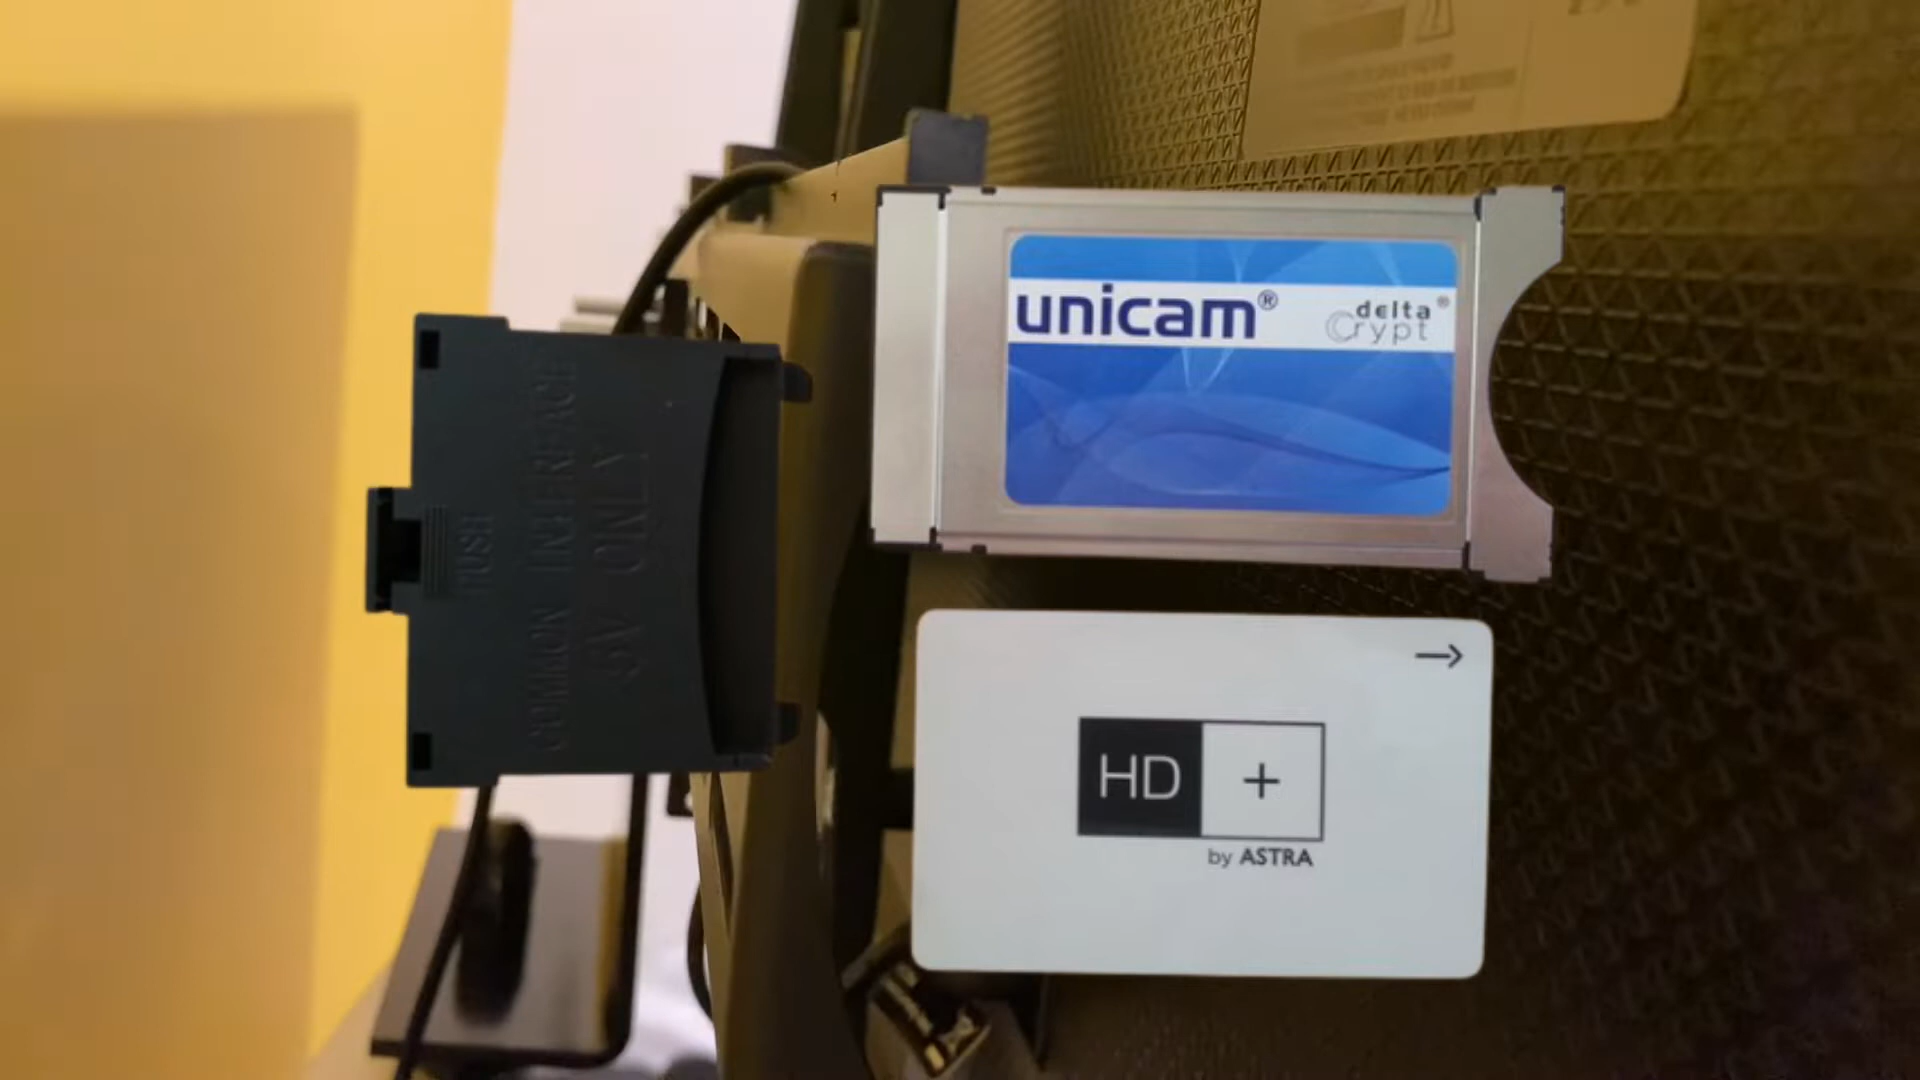 unicam®
delta®
Crypt
COMMON INTERFACE
5V ONLY
PUSH
HD +
by ASTRA